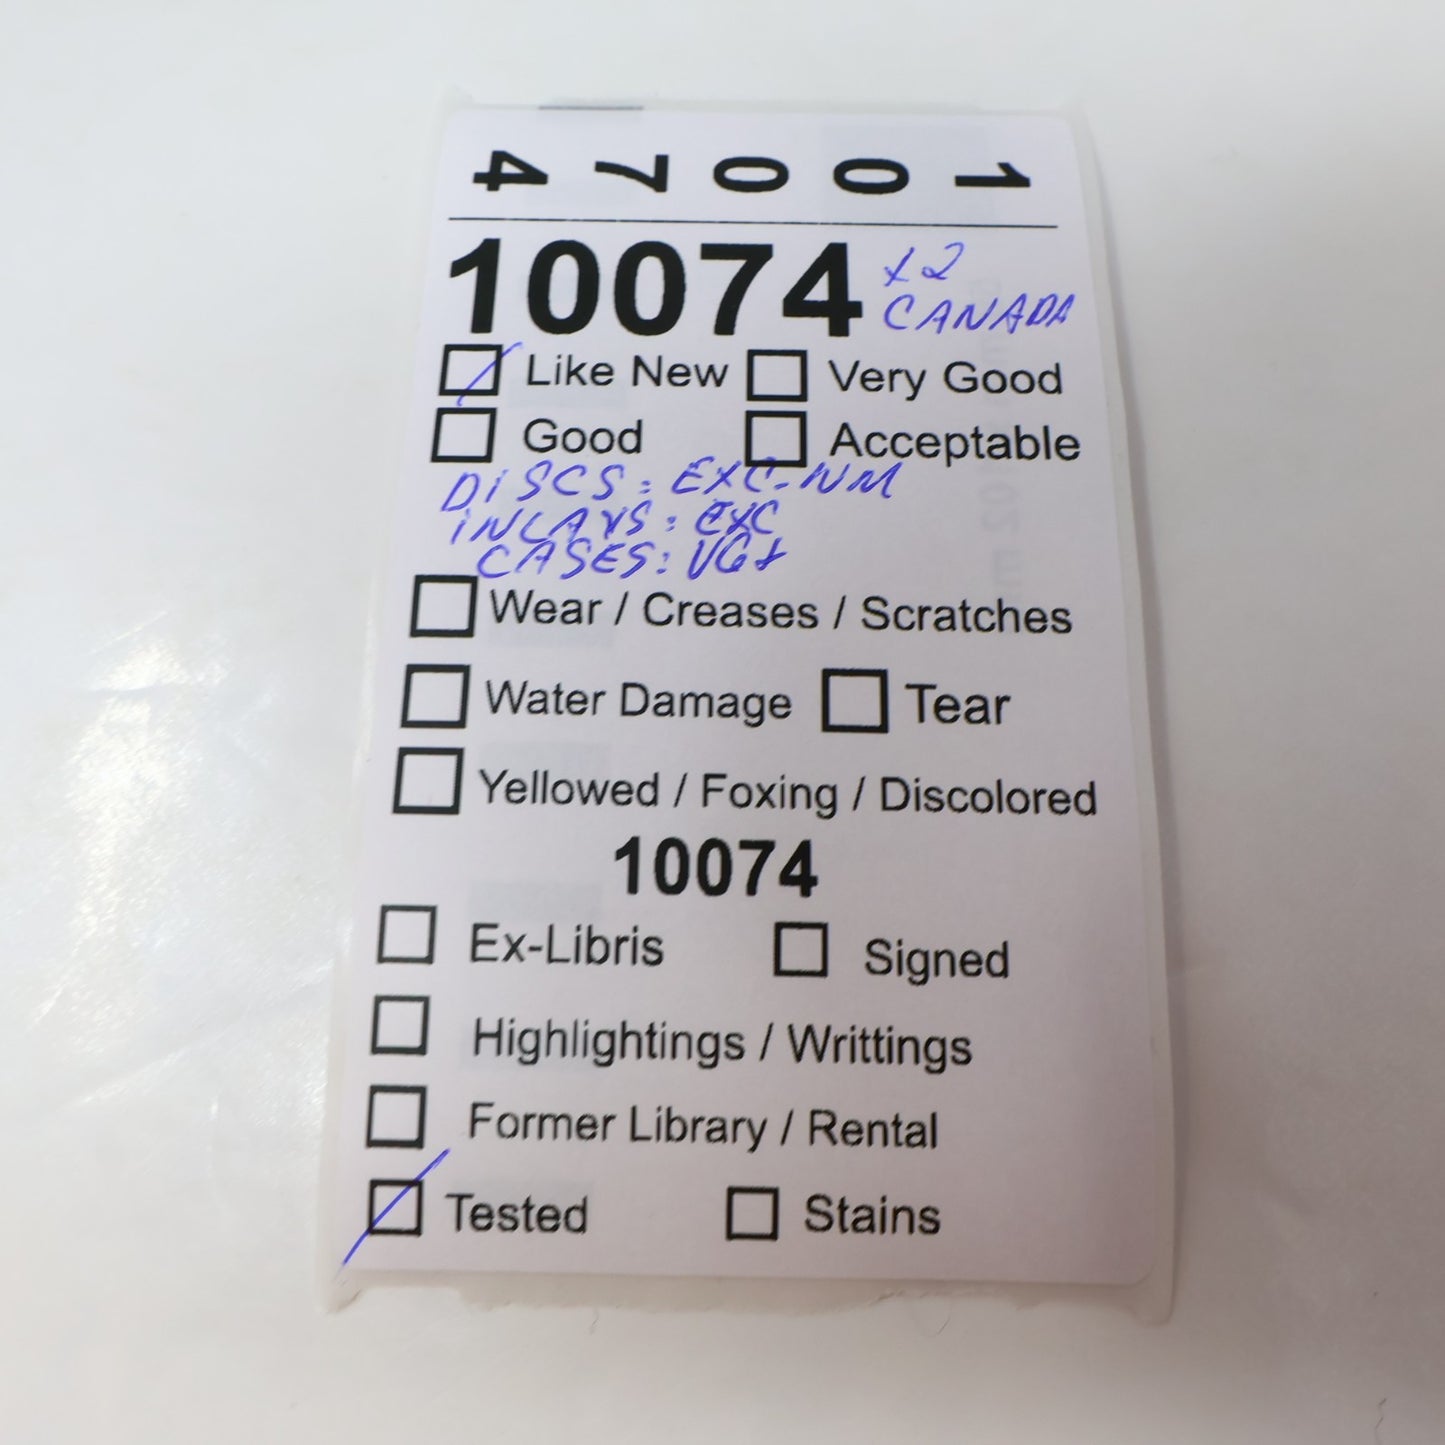 10074
10074 x2
CANADA
Like New Very Good
Good Acceptable
DISCS: EXC-NM
INLAYS: EXC
CASES: VG+
Wear / Creases / Scratches
Water Damage Tear
Yellowed / Foxing / Discolored
10074
Ex-Libris Signed
Highlightings / Writtings
Former Library / Rental
Tested Stains